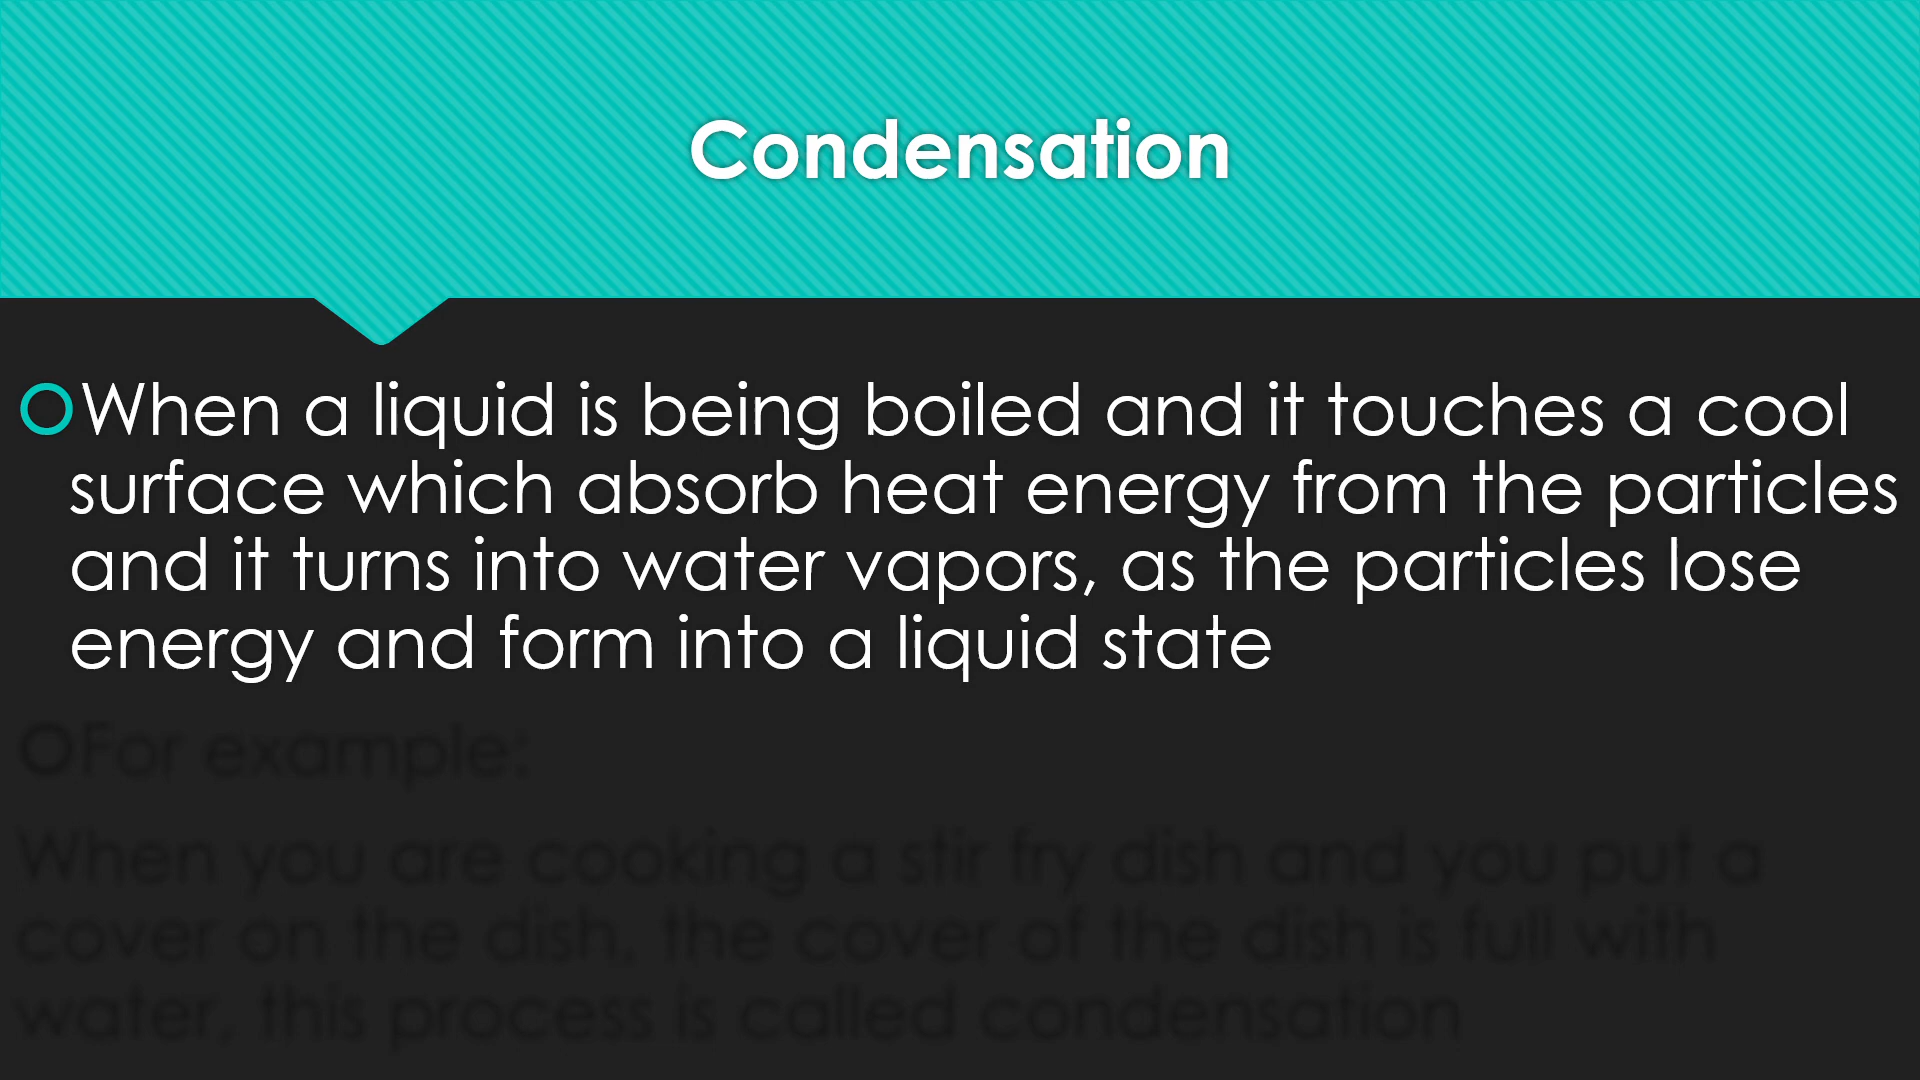 Condensation
When a liquid is being boiled and it touches a cool
surface which absorb heat energy from the particles
and it turns into water vapors, as the particles lose
energy and form into a liquid state
For example:
When you are cooking a stir fry dish and you put a
cover on the dish, the cover of the dish is full with
water, this process is called condensation